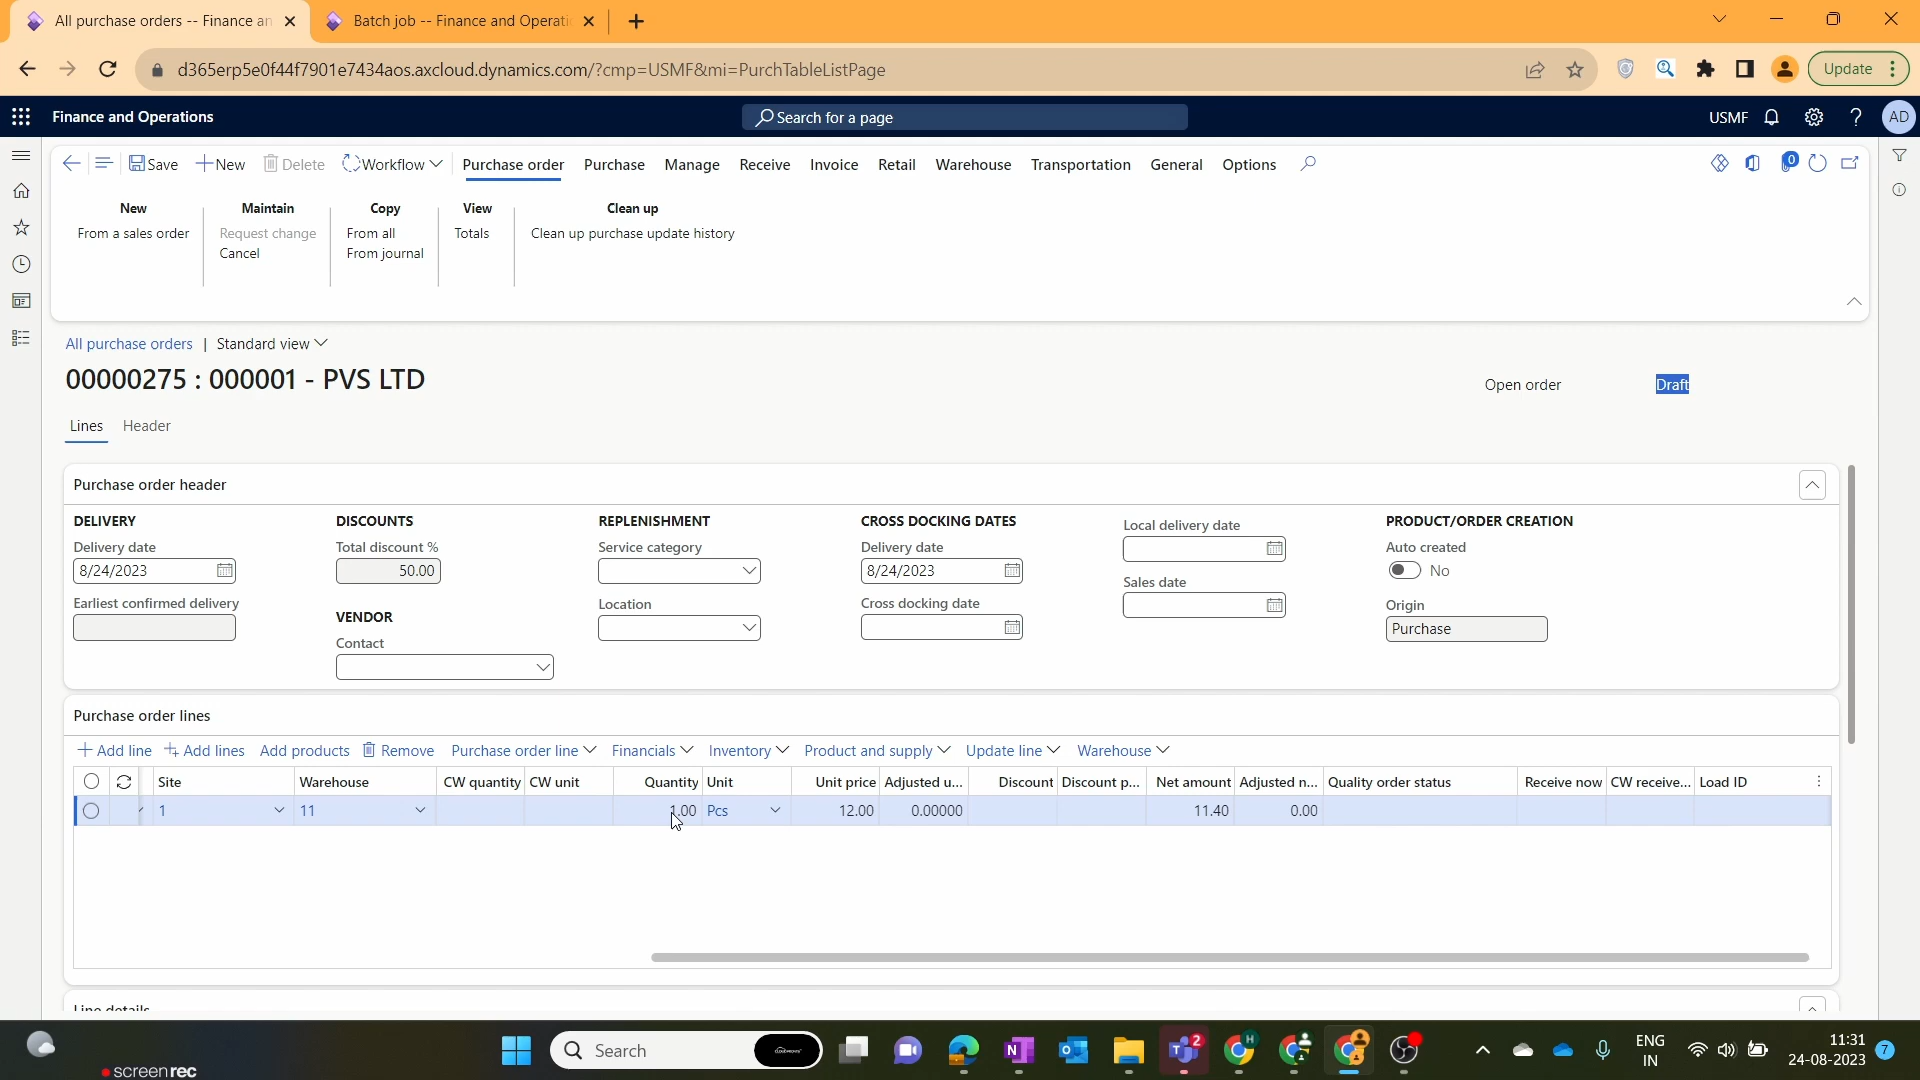 All purchase orders -- Finance an
Batch job -- Finance and Operati
d365erp5e0f44f7901e7434aos.axcloud.dynamics.com/?cmp=USMF&mi=PurchTableListPage
Update
Finance and Operations
Search for a page
USMF
?
AD
Save
New
Delete
Workflow
Purchase order
Purchase
Manage
Receive
Invoice
Retail
Warehouse
Transportation
General
Options
0
New
Maintain
Copy
View
Clean up
From a sales order
Request change
From all
Totals
Clean up purchase update history
Cancel
From journal
All purchase orders | Standard view
00000275 : 000001 - PVS LTD
Open order
Draft
Lines
Header
Purchase order header
DELIVERY
DISCOUNTS
REPLENISHMENT
CROSS DOCKING DATES
Local delivery date
PRODUCT/ORDER CREATION
Delivery date
Total discount %
Service category
Delivery date
Auto created
8/24/2023
50.00
8/24/2023
No
Sales date
Earliest confirmed delivery
VENDOR
Location
Cross docking date
Origin
Contact
Purchase
Purchase order lines
Add line
Add lines
Add products
Remove
Purchase order line
Financials
Inventory
Product and supply
Update line
Warehouse
Site
Warehouse
CW quantity
CW unit
Quantity
Unit
Unit price
Adjusted u...
Discount
Discount p...
Net amount
Adjusted n...
Quality order status
Receive now
CW receive...
Load ID
1
11
1.00
Pcs
12.00
0.00000
11.40
0.00
Line details
screenrec
Search
2
ENG
IN
11:31
24-08-2023
7